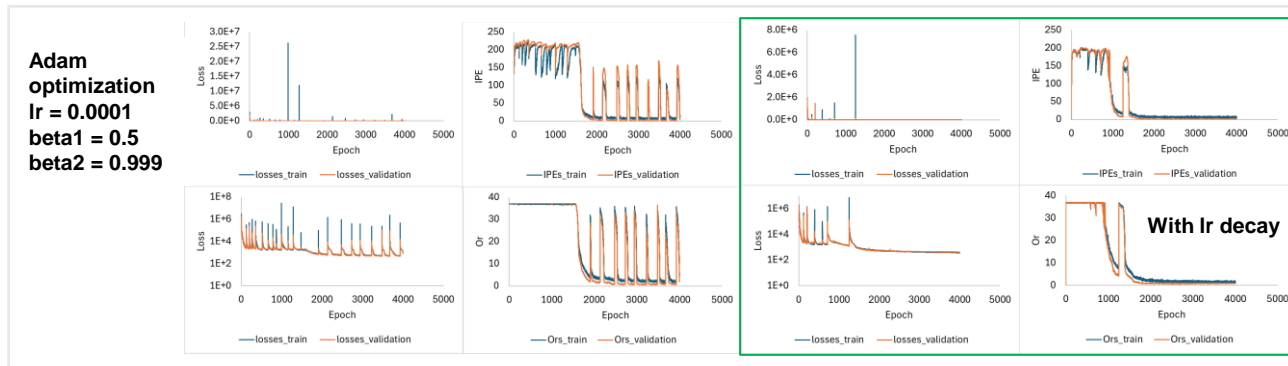 Adam
optimization
lr = 0.0001
beta1 = 0.5
beta2 = 0.999
3.0E+7
2.5E+7
2.0E+7
1.5E+7
1.0E+7
5.0E+6
0.0E+0
Loss
0 1000 2000 3000 4000 5000
Epoch
losses_train losses_validation
250
200
150
100
50
0
IPE
0 1000 2000 3000 4000 5000
Epoch
IPEs_train IPEs_validation
8.0E+6
6.0E+6
4.0E+6
2.0E+6
0.0E+0
Loss
0 1000 2000 3000 4000 5000
Epoch
losses_train losses_validation
250
200
150
100
50
0
IPE
0 1000 2000 3000 4000 5000
Epoch
IPEs_train IPEs_validation
1E+8
1E+6
1E+4
1E+2
1E+0
Loss
0 1000 2000 3000 4000 5000
Epoch
losses_train losses_validation
40
30
20
10
0
Or
0 1000 2000 3000 4000 5000
Epoch
Ors_train Ors_validation
1E+6
1E+4
1E+2
1E+0
Loss
0 1000 2000 3000 4000 5000
Epoch
losses_train losses_validation
With lr decay
40
30
20
10
0
Or
0 1000 2000 3000 4000 5000
Epoch
Ors_train Ors_validation